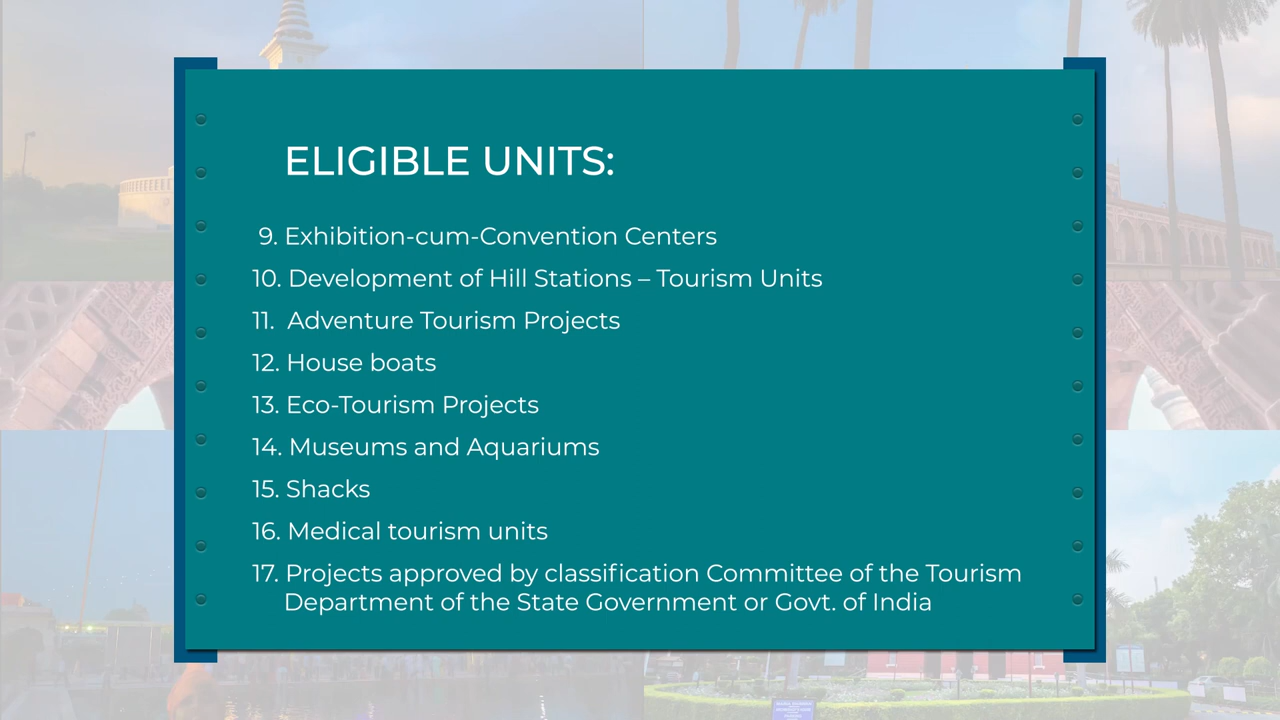 ELIGIBLE UNITS:
9. Exhibition-cum-Convention Centers
10. Development of Hill Stations – Tourism Units
11. Adventure Tourism Projects
12. House boats
13. Eco-Tourism Projects
14. Museums and Aquariums
15. Shacks
16. Medical tourism units
17. Projects approved by classification Committee of the Tourism
Department of the State Government or Govt. of India